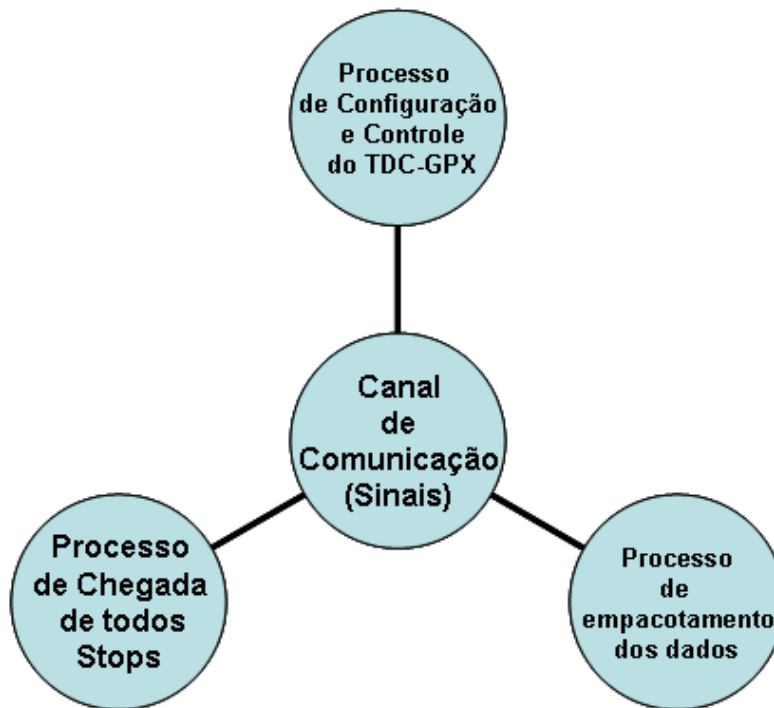 Processo
de Configuração
e Controle
do TDC-GPX
Canal
de
Comunicação
(Sinais)
Processo
de Chegada
de todos
Stops
Processo
de
empacotamento
dos dados